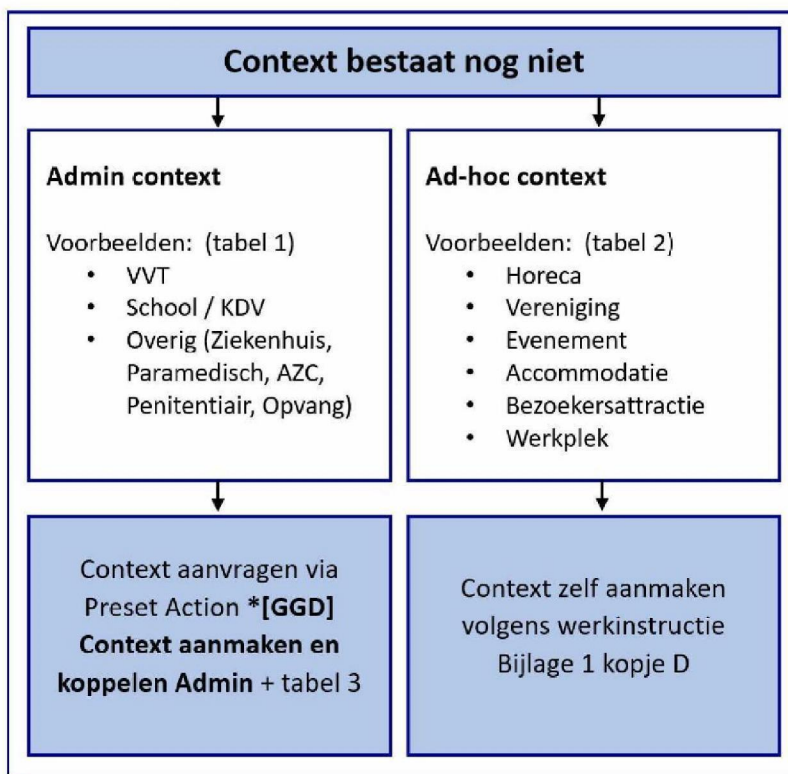 Context bestaat nog niet
Admin context
Voorbeelden: (tabel 1)
• VVT
• School / KDV
• Overig (Ziekenhuis,
Paramedisch, AZC,
Penitentiair, Opvang)
Ad-hoc context
Voorbeelden: (tabel 2)
• Horeca
• Vereniging
• Evenement
• Accommodatie
• Bezoekersattractie
• Werkplek
Context aanvragen via
Preset Action *[GGD]
Context aanmaken en
koppelen Admin + tabel 3
Context zelf aanmaken
volgens werkinstructie
Bijlage 1 kopje D